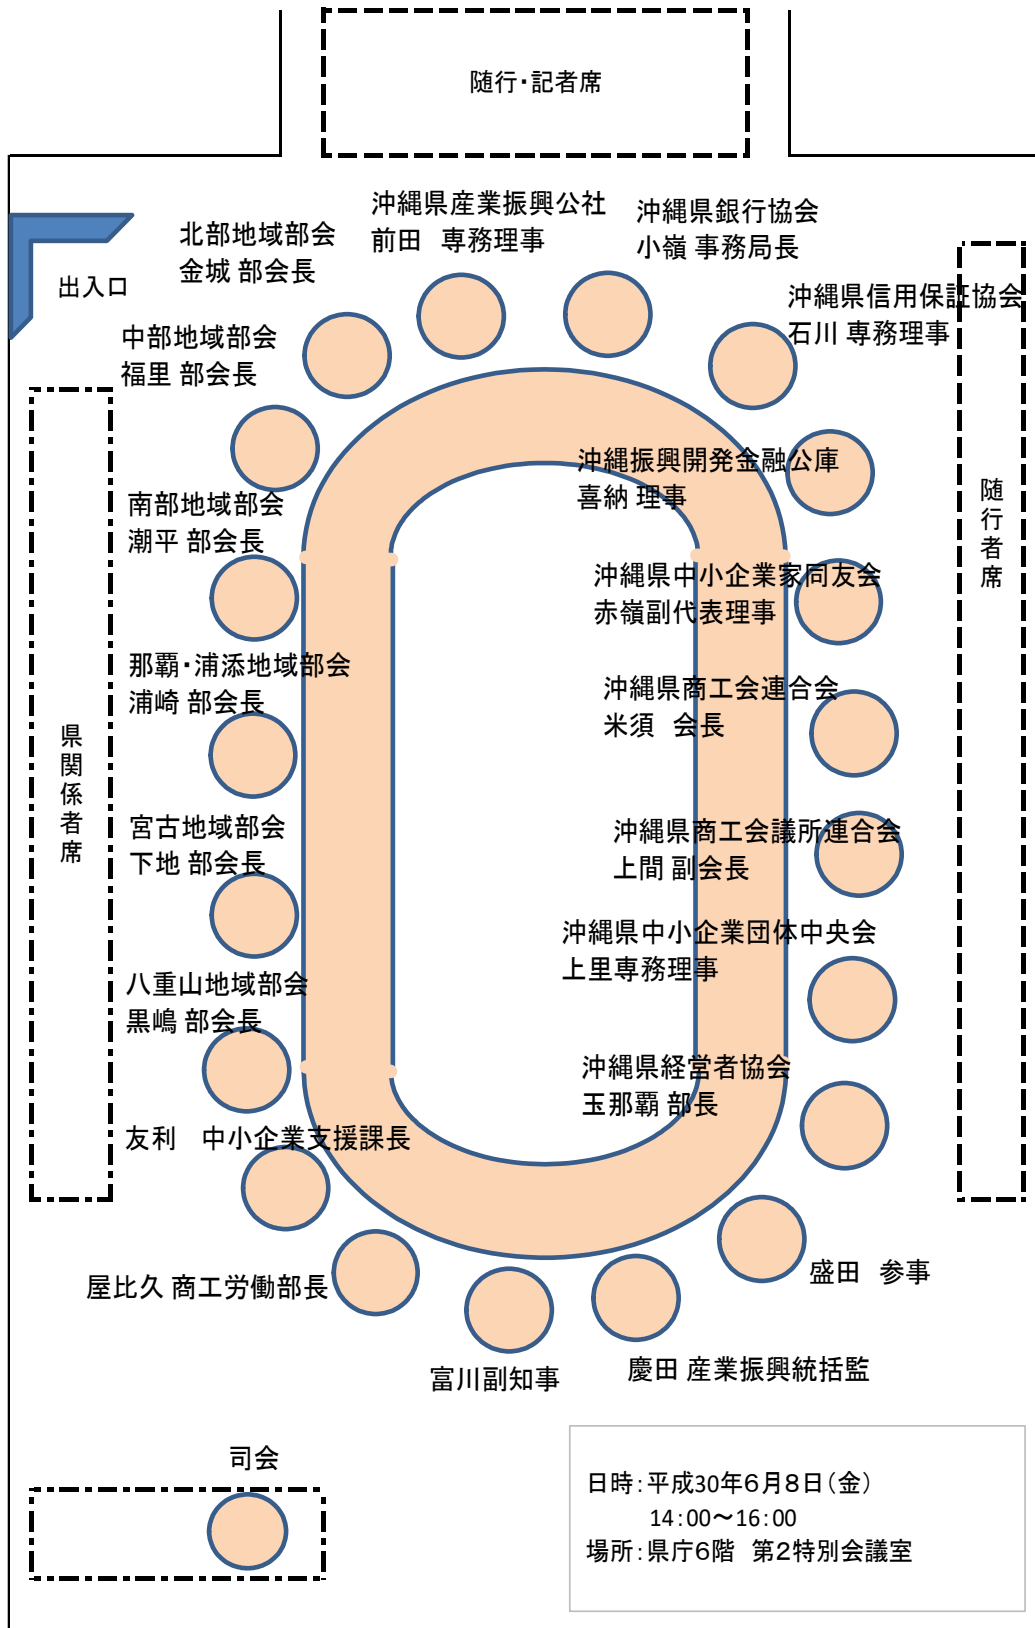 随行・記者席
沖縄県産業振興公社
前田　専務理事
沖縄県銀行協会
小嶺 事務局長
北部地域部会
金城 部会長
出入口
沖縄県信用保証協会
石川 専務理事
中部地域部会
福里 部会長
沖縄振興開発金融公庫
喜納 理事
随行者席
南部地域部会
潮平 部会長
沖縄県中小企業家同友会
赤嶺副代表理事
那覇・浦添地域部会
浦崎 部会長
沖縄県商工会連合会
米須　会長
県関係者席
宮古地域部会
下地 部会長
沖縄県商工会議所連合会
上間 副会長
沖縄県中小企業団体中央会
上里専務理事
八重山地域部会
黒嶋 部会長
沖縄県経営者協会
玉那覇 部長
友利　中小企業支援課長
屋比久 商工労働部長
盛田　参事
富川副知事
慶田 産業振興統括監
司会
日時：平成30年６月８日（金）
14：00～16：00
場所：県庁６階　第２特別会議室